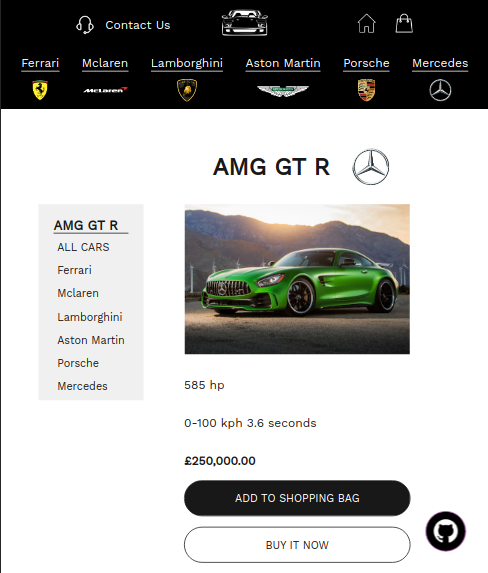 Contact Us
Ferrari Mclaren Lamborghini Aston Martin Porsche Mercedes
McLaren
AMG GT R
AMG GT R
ALL CARS
Ferrari
Mclaren
Lamborghini
Aston Martin
Porsche
Mercedes
585 hp
0-100 kph 3.6 seconds
£250,000.00
ADD TO SHOPPING BAG
BUY IT NOW